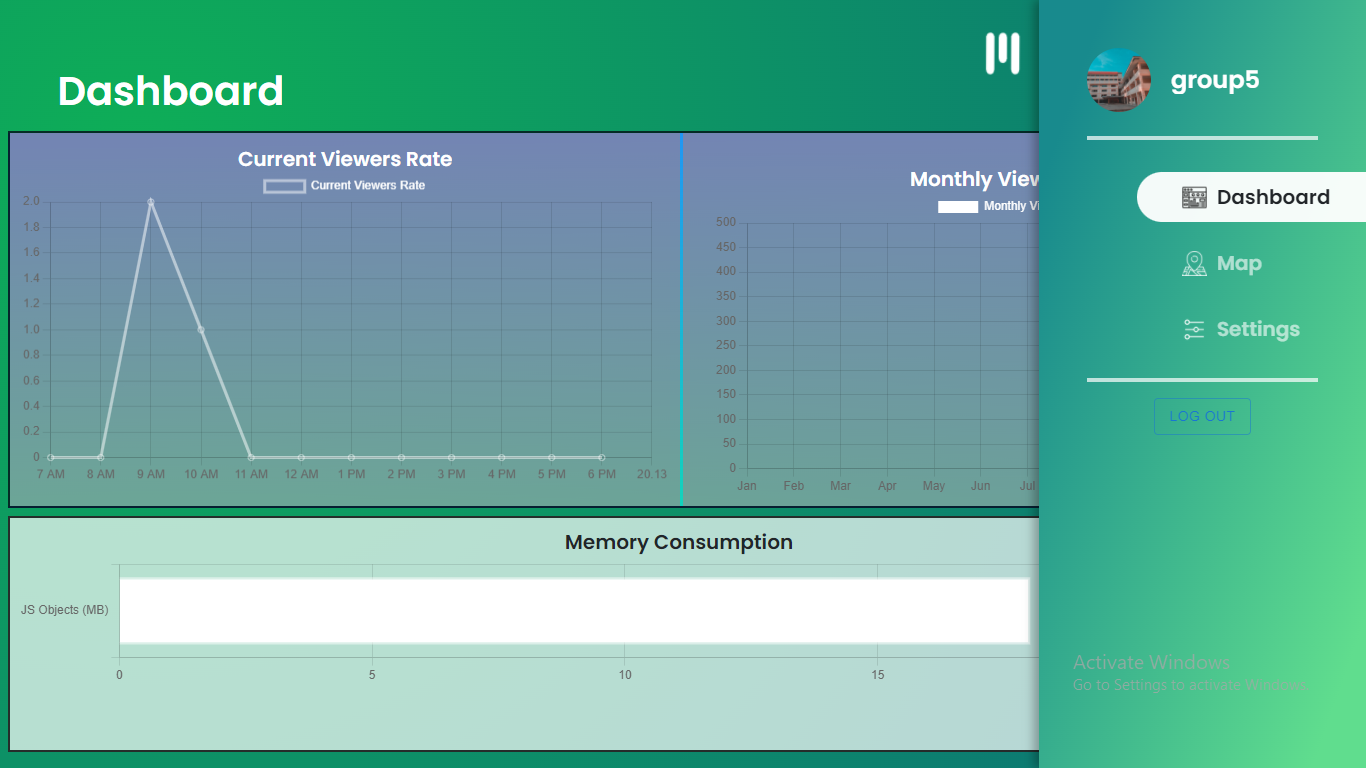 Dashboard
group5
Dashboard
Map
Settings
LOG OUT
Current Viewers Rate
Current Viewers Rate
2.0
1.8
1.6
1.4
1.2
1.0
0.8
0.6
0.4
0.2
0
7 AM 8 AM 9 AM 10 AM 11 AM 12 AM 1 PM 2 PM 3 PM 4 PM 5 PM 6 PM 20.13
Monthly View
Monthly Vi
500
450
400
350
300
250
200
150
100
50
0
Jan Feb Mar Apr May Jun Jul
Memory Consumption
JS Objects (MB)
0 5 10 15
Activate Windows
Go to Settings to activate Windows.